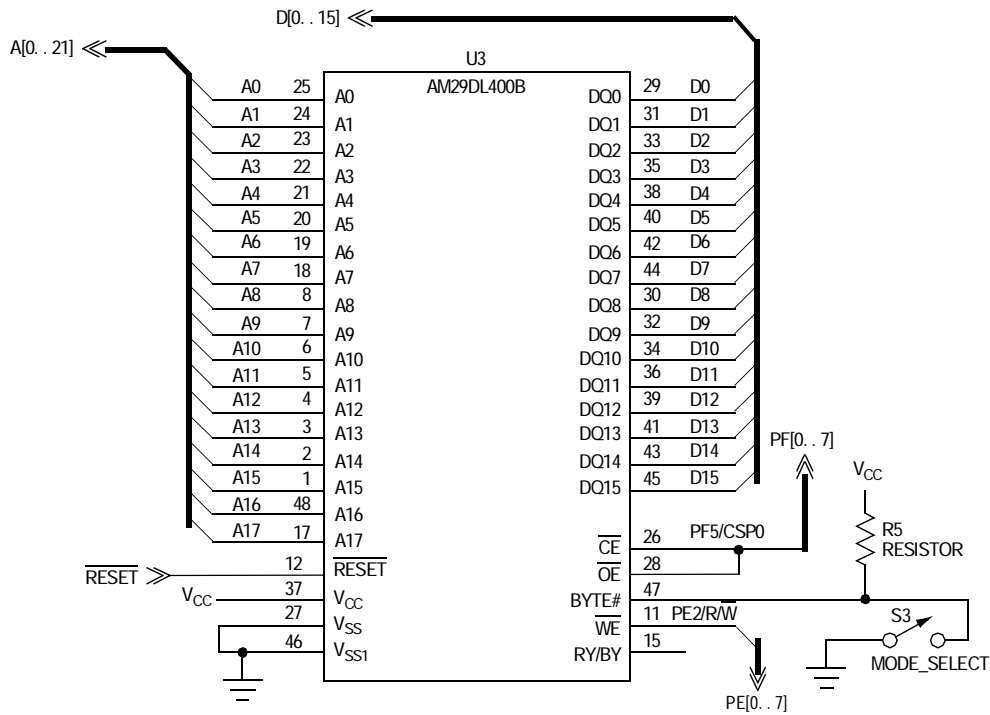 D[0. . 15]
A[0. . 21]
U3
AM29DL400B
A0 25 A0 DQ0 29 D0
A1 24 A1 DQ1 31 D1
A2 23 A2 DQ2 33 D2
A3 22 A3 DQ3 35 D3
A4 21 A4 DQ4 38 D4
A5 20 A5 DQ5 40 D5
A6 19 A6 DQ6 42 D6
A7 18 A7 DQ7 44 D7
A8 8 A8 DQ8 30 D8
A9 7 A9 DQ9 32 D9
A10 6 A10 DQ10 34 D10
A11 5 A11 DQ11 36 D11
A12 4 A12 DQ12 39 D12
A13 3 A13 DQ13 41 D13
A14 2 A14 DQ14 43 D14
A15 1 A15 DQ15 45 D15
A16 48 A16
A17 17 A17
PF[0. . 7]
VCC
R5
RESISTOR
CE 26 PF5/CSP0
RESET 12 RESET OE 28
VCC 37 VCC BYTE# 47
27 VSS WE 11 PE2/R/W
46 VSS1 RY/BY 15
S3
MODE_SELECT
PE[0. . 7]